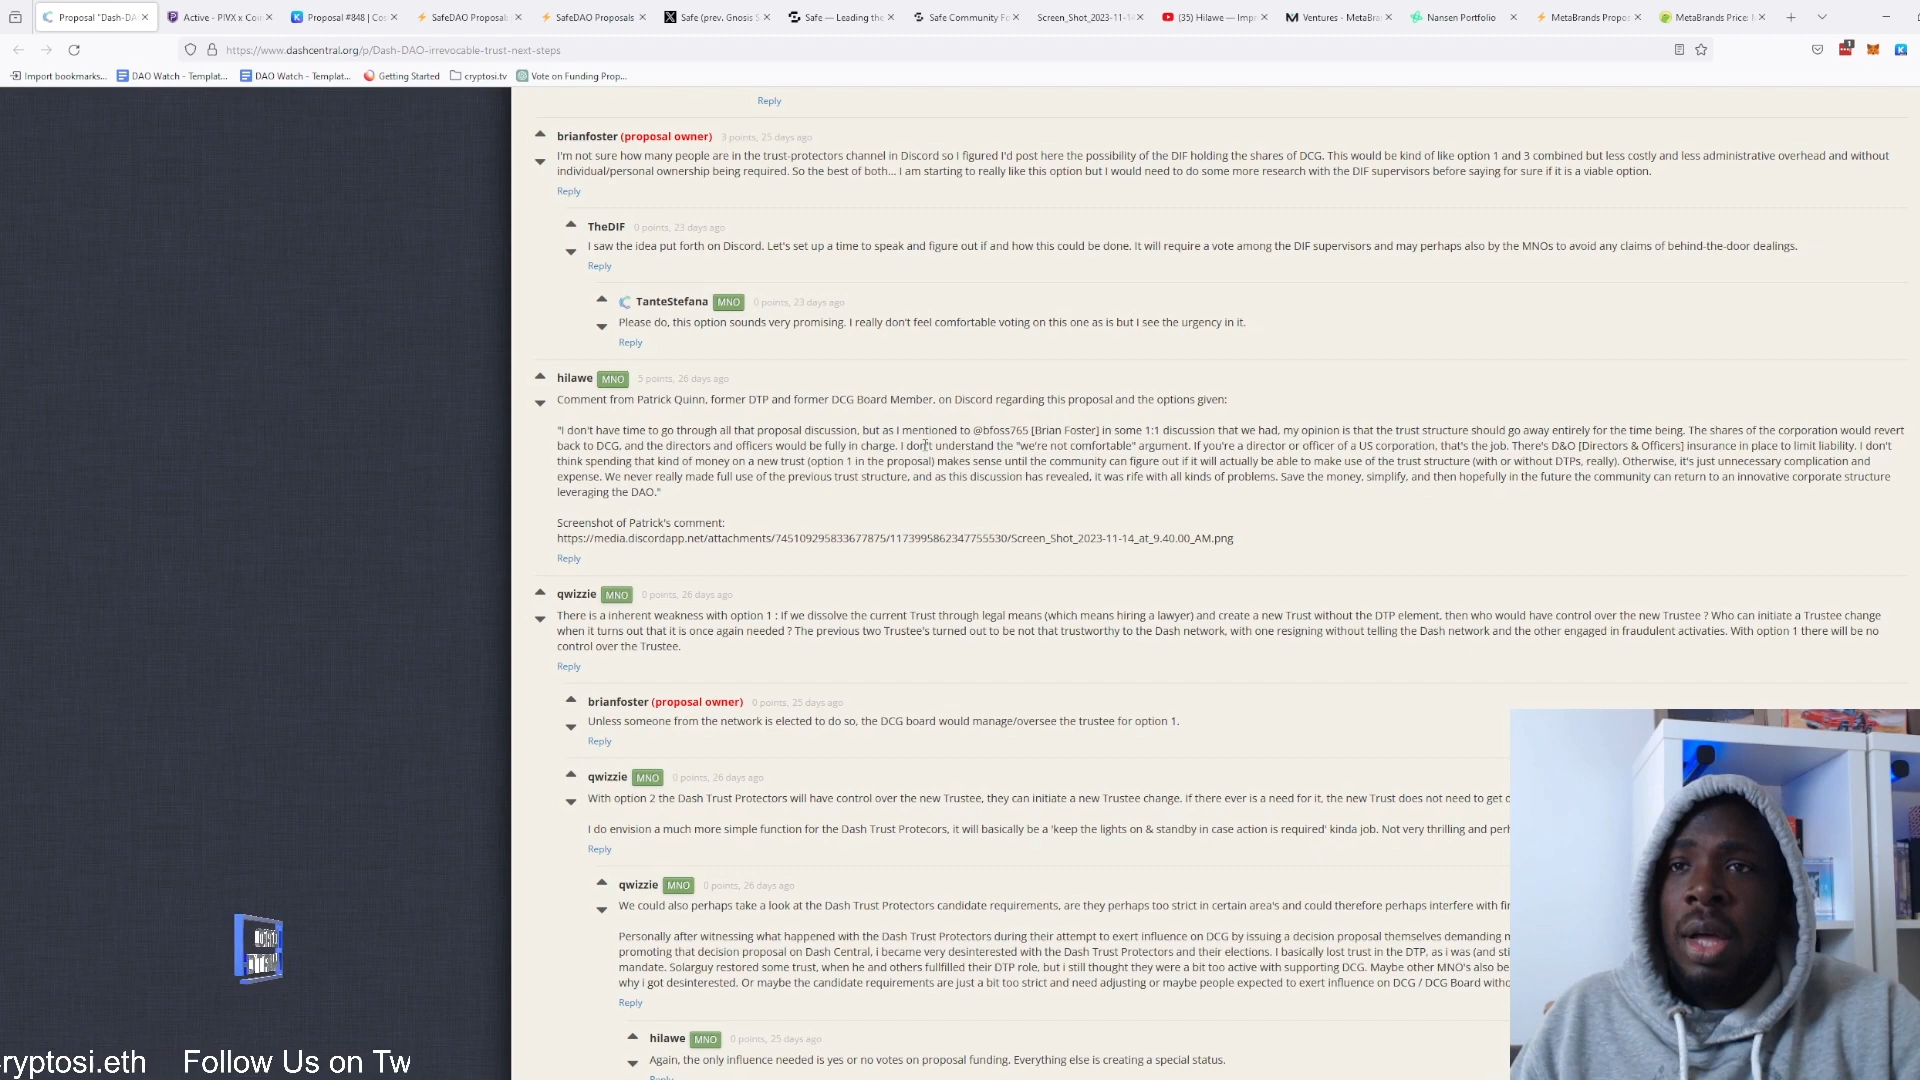 Proposal "Dash-DA
Active - PIVX x Coin
Proposal #848 | Cos
SafeDAO Proposal
SafeDAO Proposals
Safe (prev. Gnosis S
Safe — Leading the
Safe Community Fo
Screen_Shot_2023-11-14
(35) Hilawe — Impe
Ventures - MetaBran
Nansen Portfolio
MetaBrands Propos
MetaBrands Price: M
https://www.dashcentral.org/p/Dash-DAO-irrevocable-trust-next-steps
Import bookmarks...
DAO Watch - Templat...
DAO Watch - Templat...
Getting Started
cryptosi.tv
Vote on Funding Prop...
Reply
brianfoster (proposal owner) 3 points, 25 days ago
I'm not sure how many people are in the trust-protectors channel in Discord so I figured I'd post here the possibility of the DIF holding the shares of DCG. This would be kind of like option 1 and 3 combined but less costly and less administrative overhead and without
individual/personal ownership being required. So the best of both... I am starting to really like this option but I would need to do some more research with the DIF supervisors before saying for sure if it is a viable option.
Reply
TheDIF 0 points, 23 days ago
I saw the idea put forth on Discord. Let's set up a time to speak and figure out if and how this could be done. It will require a vote among the DIF supervisors and may perhaps also by the MNOs to avoid any claims of behind-the-door dealings.
Reply
TanteStefana MNO 0 points, 23 days ago
Please do, this option sounds very promising. I really don't feel comfortable voting on this one as is but I see the urgency in it.
Reply
hilawe MNO 5 points, 26 days ago
Comment from Patrick Quinn, former DTP and former DCG Board Member, on Discord regarding this proposal and the options given:
"I don't have time to go through all that proposal discussion, but as I mentioned to @bfoss765 [Brian Foster] in some 1:1 discussion that we had, my opinion is that the trust structure should go away entirely for the time being. The shares of the corporation would revert
back to DCG, and the directors and officers would be fully in charge. I don't understand the "we're not comfortable" argument. If you're a director or officer of a US corporation, that's the job. There's D&O [Directors & Officers] insurance in place to limit liability. I don't
think spending that kind of money on a new trust (option 1 in the proposal) makes sense until the community can figure out if it will actually be able to make use of the trust structure (with or without DTPs, really). Otherwise, it's just unnecessary complication and
expense. We never really made full use of the previous trust structure, and as this discussion has revealed, it was rife with all kinds of problems. Save the money, simplify, and then hopefully in the future the community can return to an innovative corporate structure
leveraging the DAO."
Screenshot of Patrick's comment:
https://media.discordapp.net/attachments/745109295833677875/1173995862347755530/Screen_Shot_2023-11-14_at_9.40.00_AM.png
Reply
qwizzie MNO 0 points, 26 days ago
There is a inherent weakness with option 1 : If we dissolve the current Trust through legal means (which means hiring a lawyer) and create a new Trust without the DTP element, then who would have control over the new Trustee ? Who can initiate a Trustee change
when it turns out that it is once again needed ? The previous two Trustee's turned out to be not that trustworthy to the Dash network, with one resigning without telling the Dash network and the other engaged in fraudulent activaties. With option 1 there will be no
control over the Trustee.
Reply
brianfoster (proposal owner) 0 points, 25 days ago
Unless someone from the network is elected to do so, the DCG board would manage/oversee the trustee for option 1.
Reply
qwizzie MNO 0 points, 26 days ago
With option 2 the Dash Trust Protectors will have control over the new Trustee, they can initiate a new Trustee change. If there ever is a need for it, the new Trust does not need to get
I do envision a much more simple function for the Dash Trust Protecors, it will basically be a 'keep the lights on & standby in case action is required' kinda job. Not very thrilling and
Reply
qwizzie MNO 0 points, 26 days ago
We could also perhaps take a look at the Dash Trust Protectors candidate requirements, are they perhaps too strict in certain area's and could therefore perhaps interfere with
Personally after witnessing what happened with the Dash Trust Protectors during their attempt to exert influence on DCG by issuing a decision proposal themselves demanding
promoting that decision proposal on Dash Central, i became very desinterested with the Dash Trust Protectors and their elections. I basically lost trust in the DTP, as i was (and
mandate. Solarguy restored some trust, when he and others fullfilled their DTP role, but i still thought they were a bit too active with supporting DCG. Maybe other MNO's also
why i got desinterested. Or maybe the candidate requirements are just a bit too strict and need adjusting or maybe people expected to exert influence on DCG / DCG Board
Reply
hilawe MNO 0 points, 25 days ago
Again, the only influence needed is yes or no votes on proposal funding. Everything else is creating a special status.
Reply
ryptosi.eth Follow Us on Tw